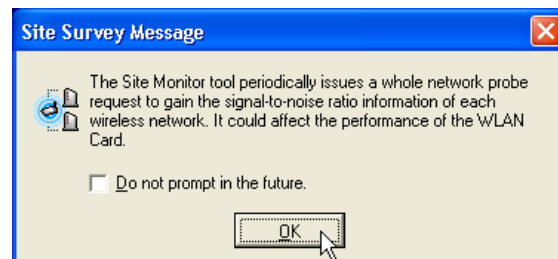 Site Survey Message
The Site Monitor tool periodically issues a whole network probe
request to gain the signal-to-noise ratio information of each
wireless network. It could affect the performance of the WLAN
Card.
Do not prompt in the future.
OK